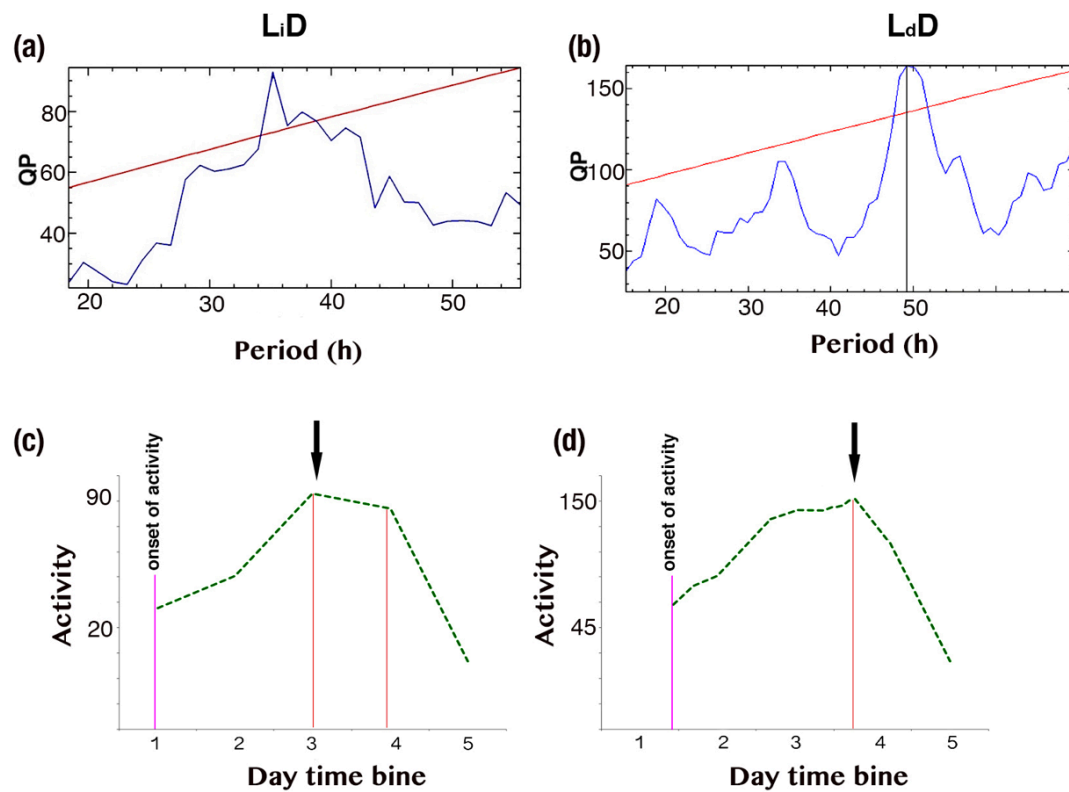 LiD
LdD
(a)
80
60
40
QP
20 30 40 50
Period (h)
(b)
150
100
50
QP
20 30 40 50
Period (h)
(c)
onset of activity
90
20
Activity
1 2 3 4 5
Day time bine
(d)
onset of activity
150
45
Activity
1 2 3 4 5
Day time bine